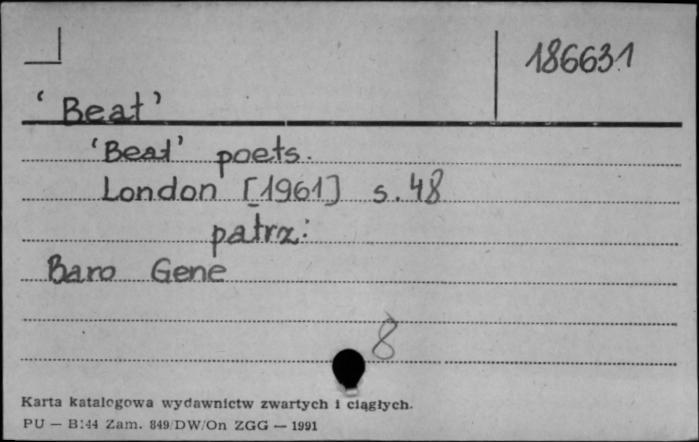 186631
‘Beat’
‘Beat’ poets.
London [1961] s. 48
patrz:
Baro Gene
8
Karta katalogowa wydawnictw zwartych i ciągłych.
PU — B:44 Zam. 849/DW/On ZGG — 1991